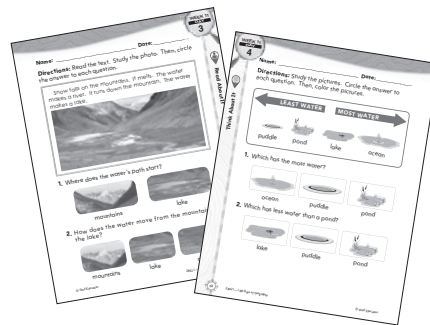 WEEK 11
DAY
3
Name:
Date:
Directions: Read the text. Study the photo. Then, circle
the answer to each question.
Snow falls on the mountains. It melts. The water
makes a river. It runs down the mountain. The water
makes a lake.
1. Where does the water's path start?
mountains
lake
2. How does the water move from the mountain
the lake?
mountains
lake
Read About It
WEEK 11
DAY
4
Name:
Date:
Directions: Study the pictures. Circle the answer to
each question. Then, color the pictures.
LEAST WATER
MOST WATER
puddle
pond
lake
ocean
1. Which has the most water?
ocean
puddle
pond
2. Which has less water than a pond?
lake
puddle
pond
Think About It